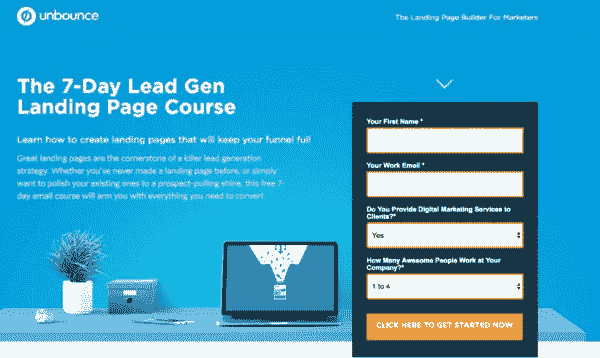 unbounce
The Landing Page Builder For Marketers
The 7-Day Lead Gen
Landing Page Course
Learn how to create landing pages that will keep your funnel full
Great landing pages are the cornerstone of a killer lead generation
strategy. Whether you've never made a landing page before, or simply
want to polish your existing ones to a prospect-pulling shine, this free 7-
day email course will arm you with everything you need to convert.
Your First Name *
Your Work Email *
Do You Provide Digital Marketing Services to
Clients?*
Yes
How Many Awesome People Work at Your
Company?*
1 to 4
CLICK HERE TO GET STARTED NOW